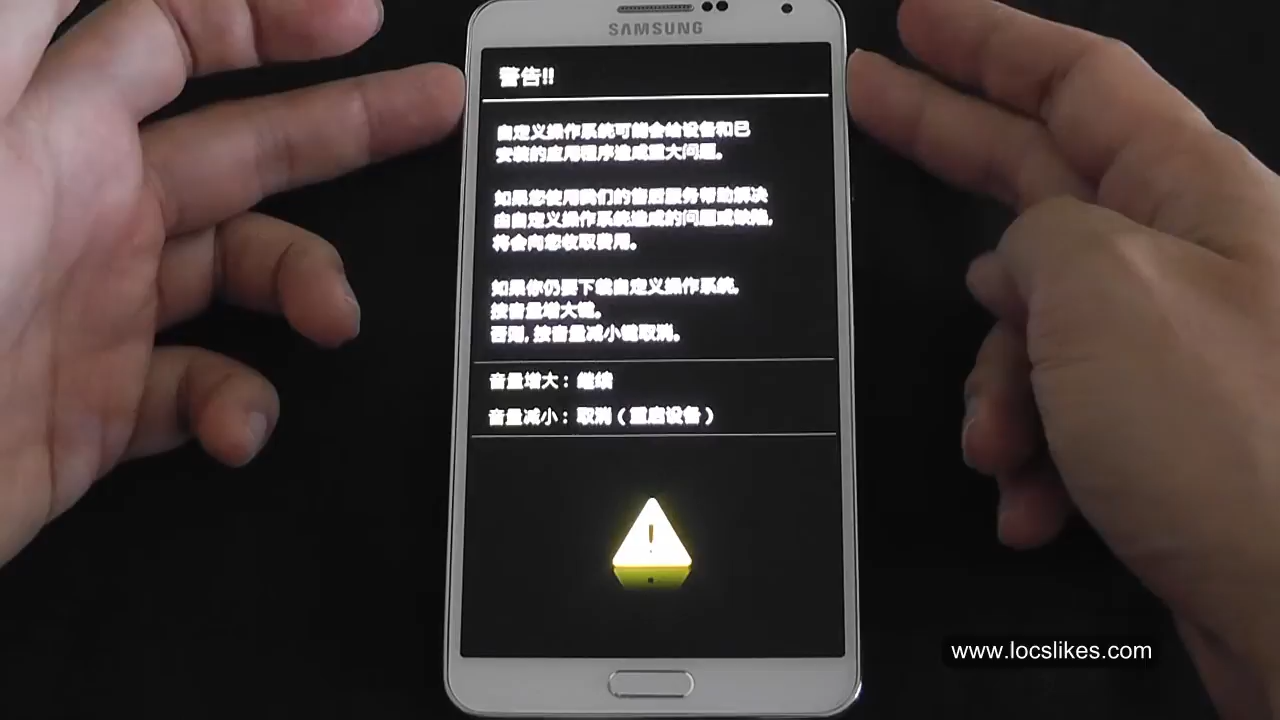 SAMSUNG
警告!!
自定义操作系统可能会给设备和已
安装的应用程序造成重大问题。
如果您使用我们的售后服务帮助解决
由自定义操作系统造成的问题或缺陷,
将会向您收取费用。
如果你仍要下载自定义操作系统,
按音量增大键。
否则, 按音量减小键取消。
音量增大: 继续
音量减小: 取消 ( 重启设备 )
www.locslikes.com